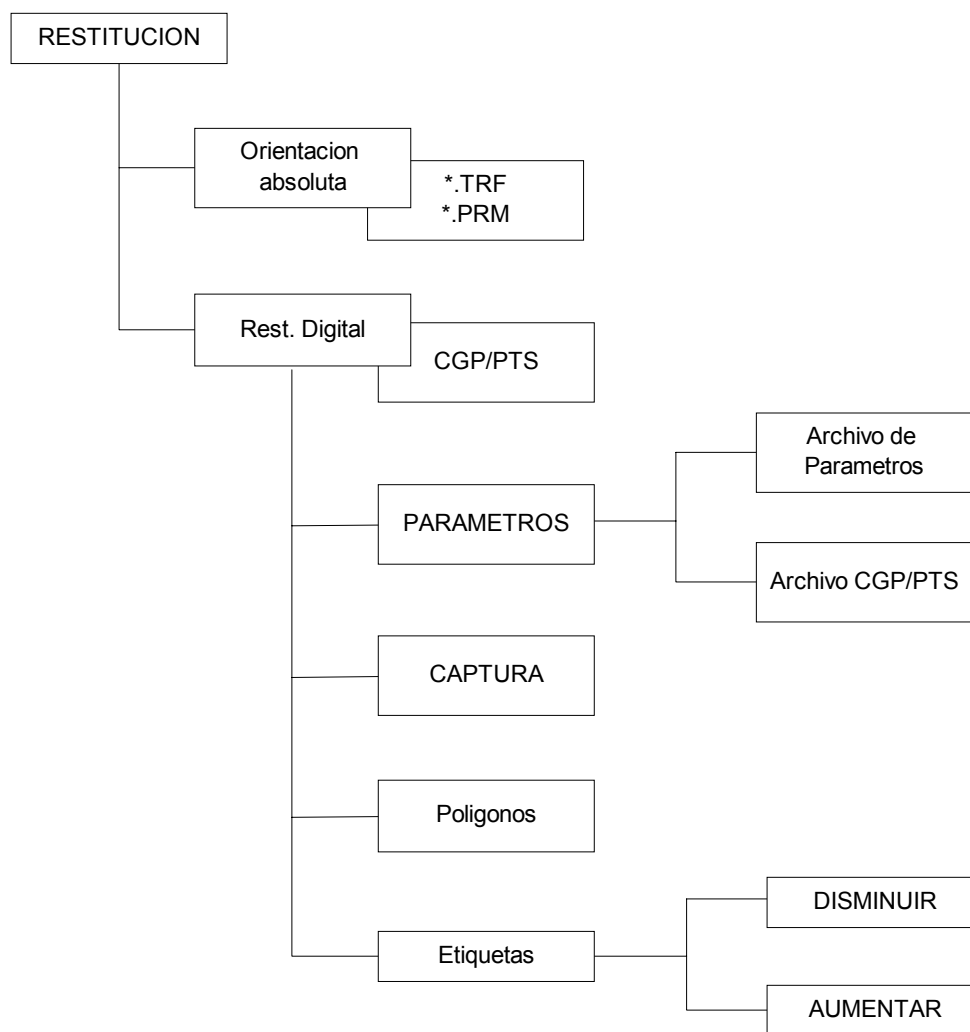 RESTITUCION
Orientacion
absoluta
*.TRF
*.PRM
Rest. Digital
CGP/PTS
Archivo de
Parametros
PARAMETROS
Archivo CGP/PTS
CAPTURA
Poligonos
DISMINUIR
Etiquetas
AUMENTAR